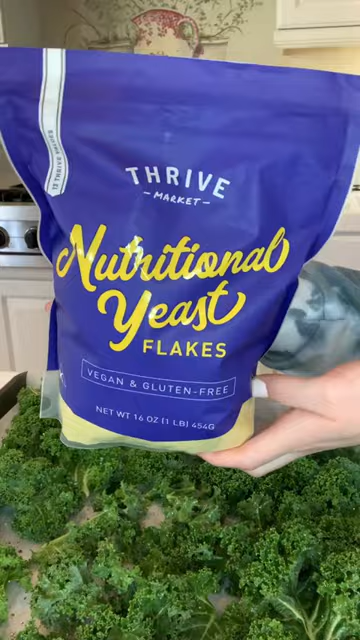 THRIVE
MARKET
Nutritional
Yeast
FLAKES
VEGAN & GLUTEN-FREE
NET WT 16 OZ (1 LB) 454G